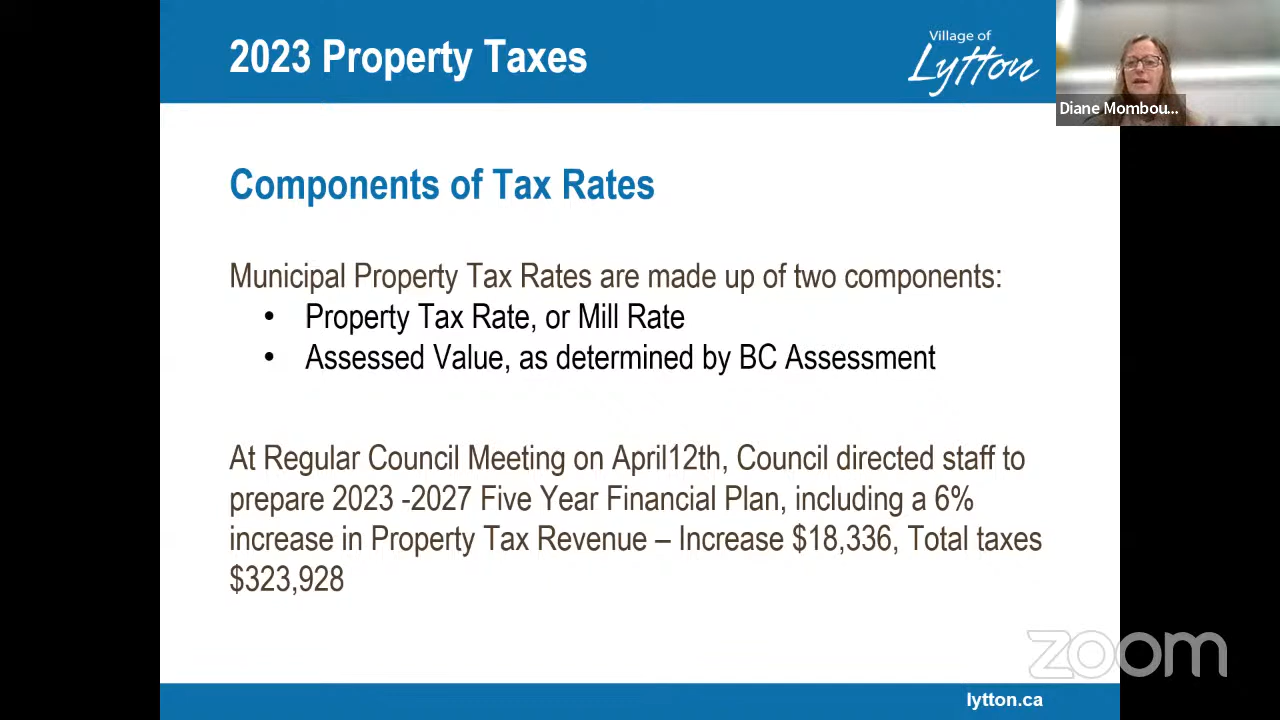 2023 Property Taxes
Village of
Lytton
Diane Mombou...
Components of Tax Rates
Municipal Property Tax Rates are made up of two components:
• Property Tax Rate, or Mill Rate
• Assessed Value, as determined by BC Assessment
At Regular Council Meeting on April12th, Council directed staff to
prepare 2023 -2027 Five Year Financial Plan, including a 6%
increase in Property Tax Revenue – Increase $18,336, Total taxes
$323,928
zoom
lytton.ca